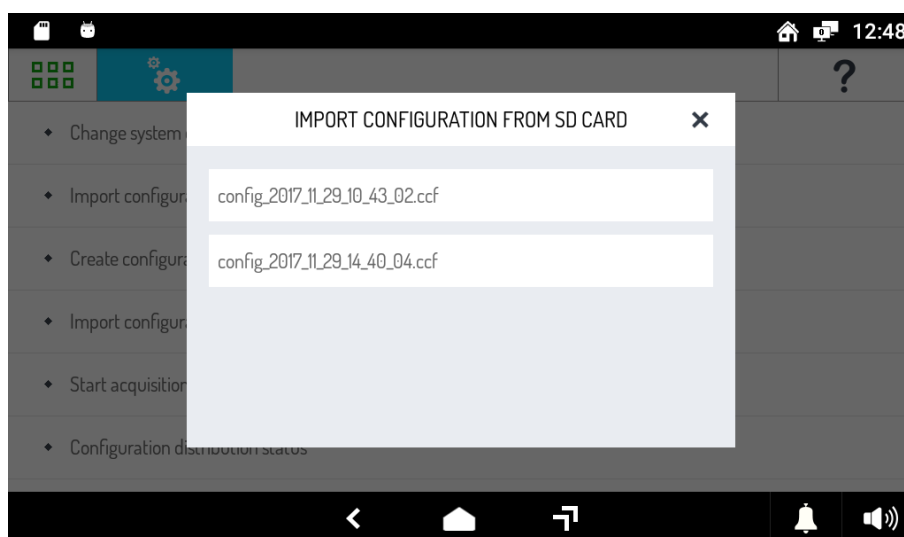 12:48
?
IMPORT CONFIGURATION FROM SD CARD
Change system
config_2017_11_29_10_43_02.ccf
Import configur
Create configura
config_2017_11_29_14_40_04.ccf
Import configur
Start acquisition
Configuration distribution status